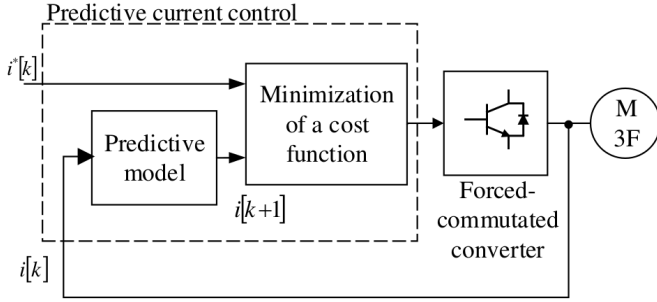 Predictive current control
i*[k]
Minimization
of a cost
function
Predictive
model
i[k+1]
i[k]
M
3F
Forced-
commutated
converter